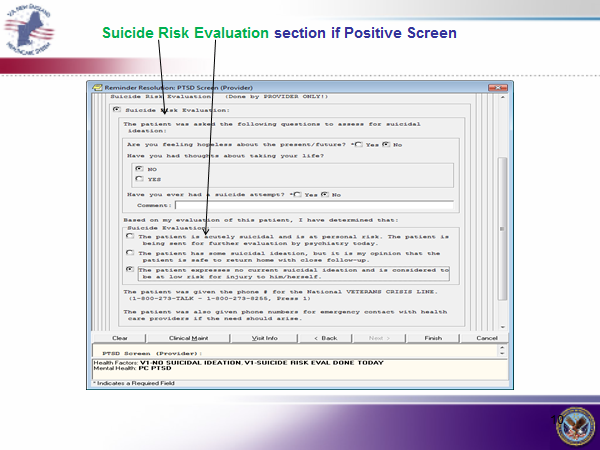 VA NEW ENGLAND
HEALTHCARE SYSTEM
Suicide Risk Evaluation section if Positive Screen
Reminder Resolution: PTSD Screen (Provider)
Suicide Risk Evaluation (Done by PROVIDER ONLY!)
Suicide Risk Evaluation:
The patient was asked the following questions to assess for suicidal
ideation:
Are you feeling hopeless about the present/future? * Yes No
Have you had thoughts about taking your life?
NO
YES
Have you ever had a suicide attempt? * Yes No
Comment:
Based on my evaluation of this patient, I have determined that:
Suicide Evaluation:
The patient is acutely suicidal and is at personal risk. The patient is
being sent for further evaluation by psychiatry today.
The patient has some suicidal ideation, but it is my opinion that the
patient is safe to return home with close follow-up.
The patient expresses no current suicidal ideation and is considered to
be at low risk for injury to him/herself.
The patient was given the phone # for the National VETERANS CRISIS LINE.
(1-800-273-TALK - 1-800-273-8255, Press 1)
The patient was also given phone numbers for emergency contact with health
care providers if the need should arise.
Clear Clinical Maint Visit Info < Back Next > Finish Cancel
PTSD Screen (Provider):
Health Factors: V1-NO SUICIDAL IDEATION, V1-SUICIDE RISK EVAL DONE TODAY
Mental Health: PC PTSD
* Indicates a Required Field